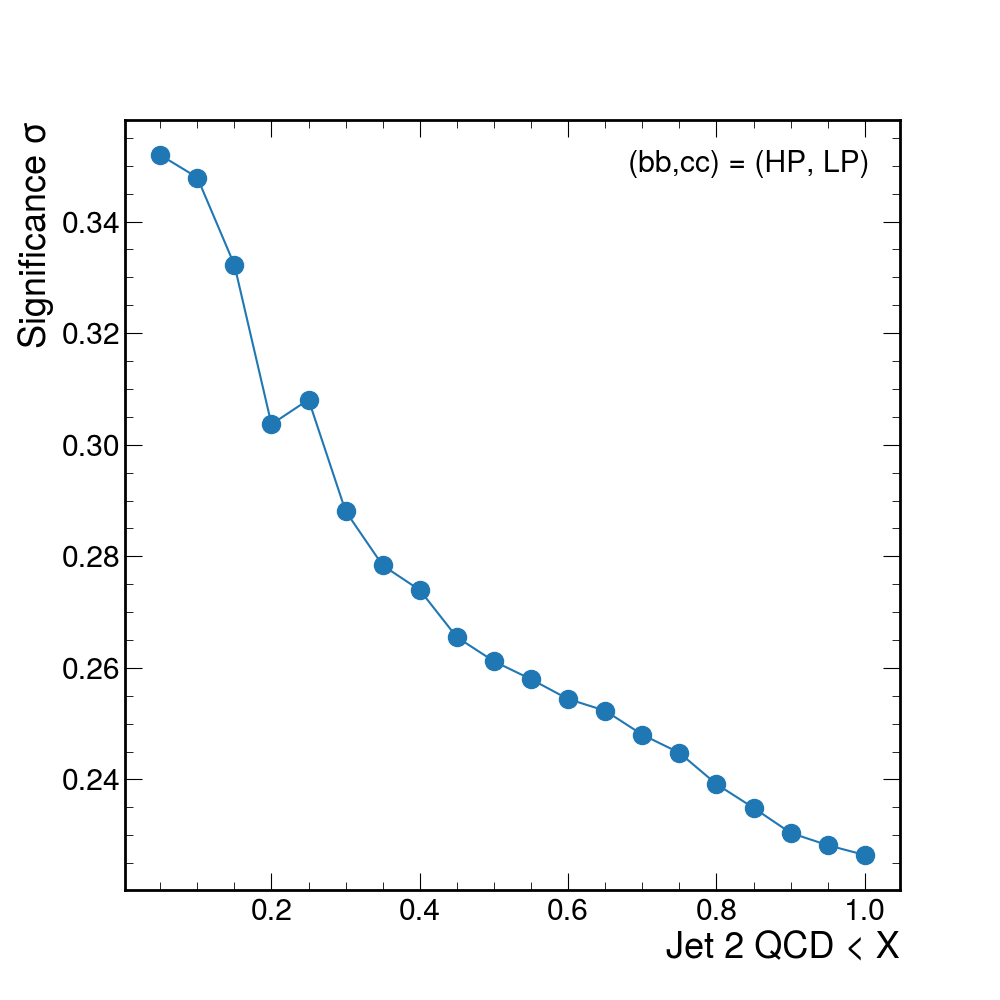 (bb,cc) = (HP, LP)
Significance σ
0.34
0.32
0.30
0.28
0.26
0.24
0.2 0.4 0.6 0.8 1.0
Jet 2 QCD < X